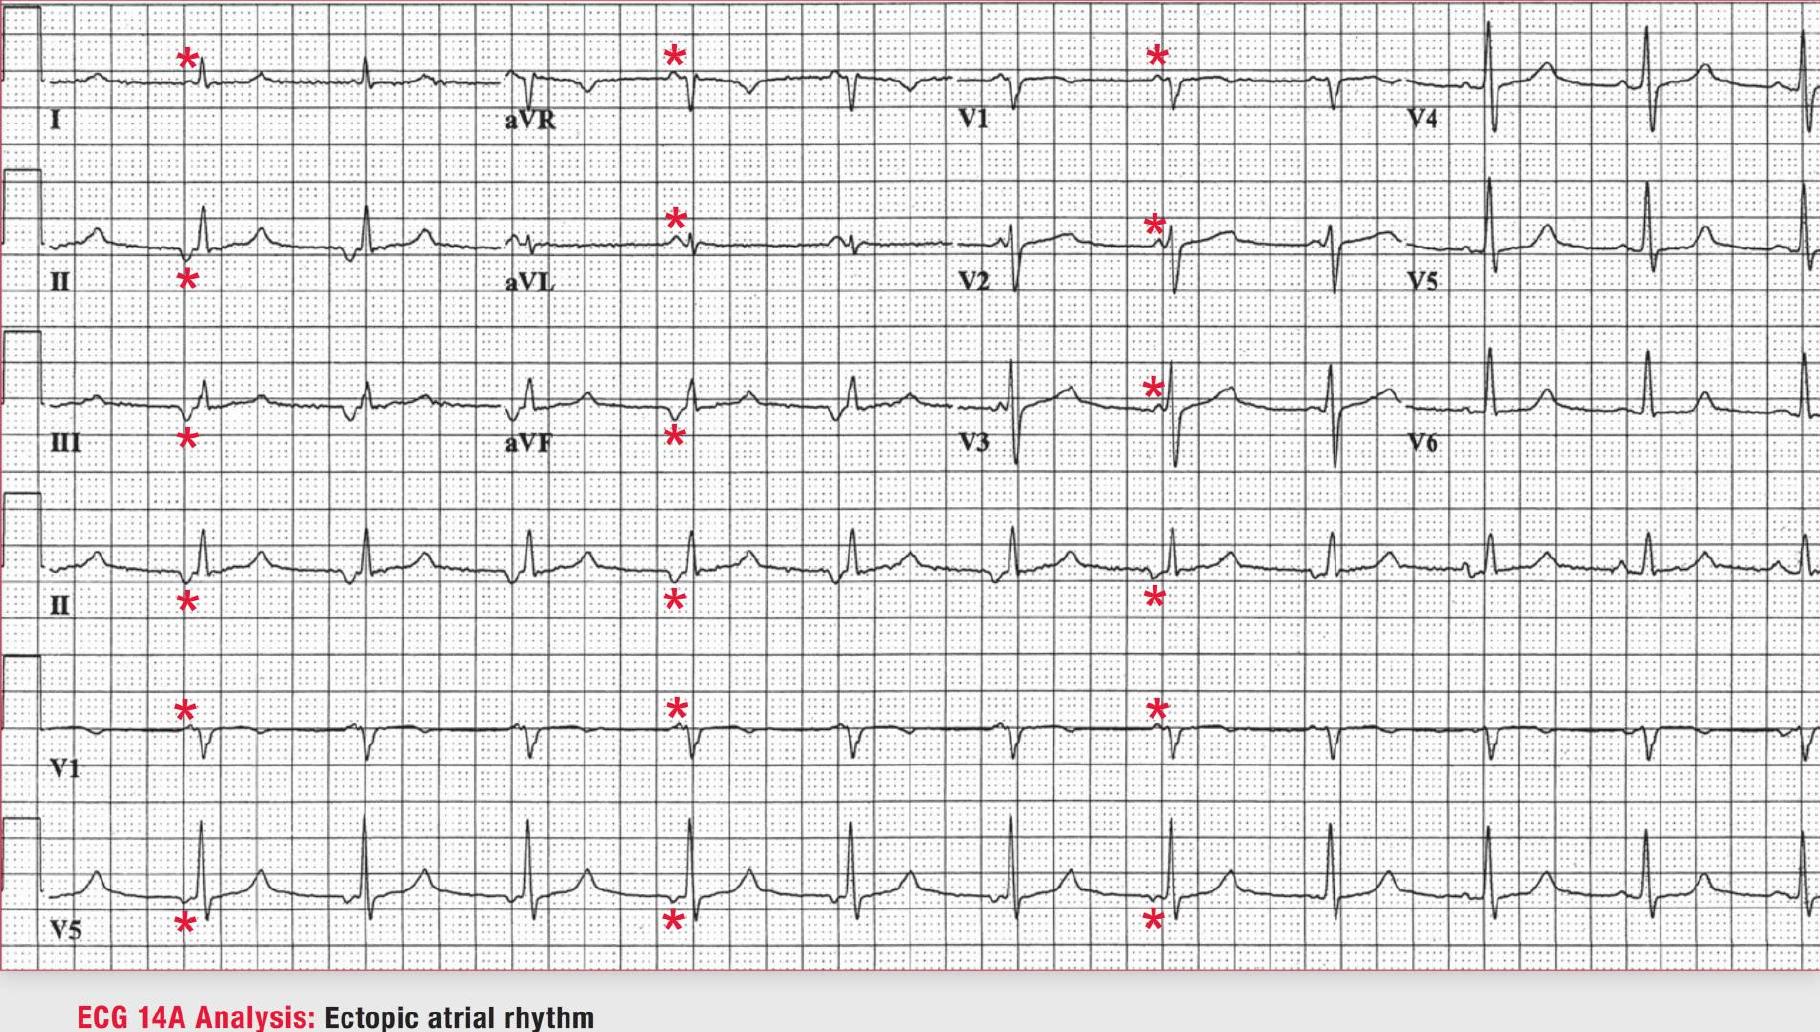 I aVR V1 V4
II aVL V2 V5
III aVF V3 V6
II
V1
V5
ECG 14A Analysis: Ectopic atrial rhythm